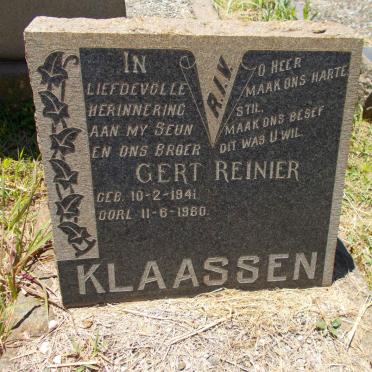 IN
LIEFDEVOLLE
HERINNERING
AAN MY SEUN
EN ONS BROER
R.I.V.
O HEER
MAAK ONS HARTE
STIL.
MAAK ONS BESEF
DIT WAS U WIL.
GERT REINIER
GEB. 10-2-1941.
OORL. 11-6-1980.
KLAASSEN